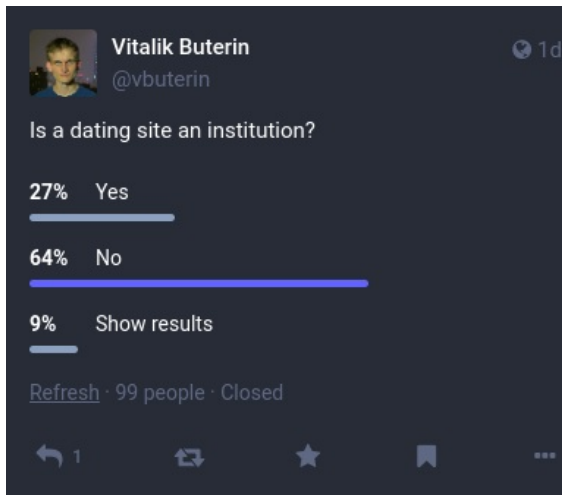 Vitalik Buterin
1d
@vbuterin
Is a dating site an institution?
27% Yes
64% No
9% Show results
Refresh · 99 people · Closed
1